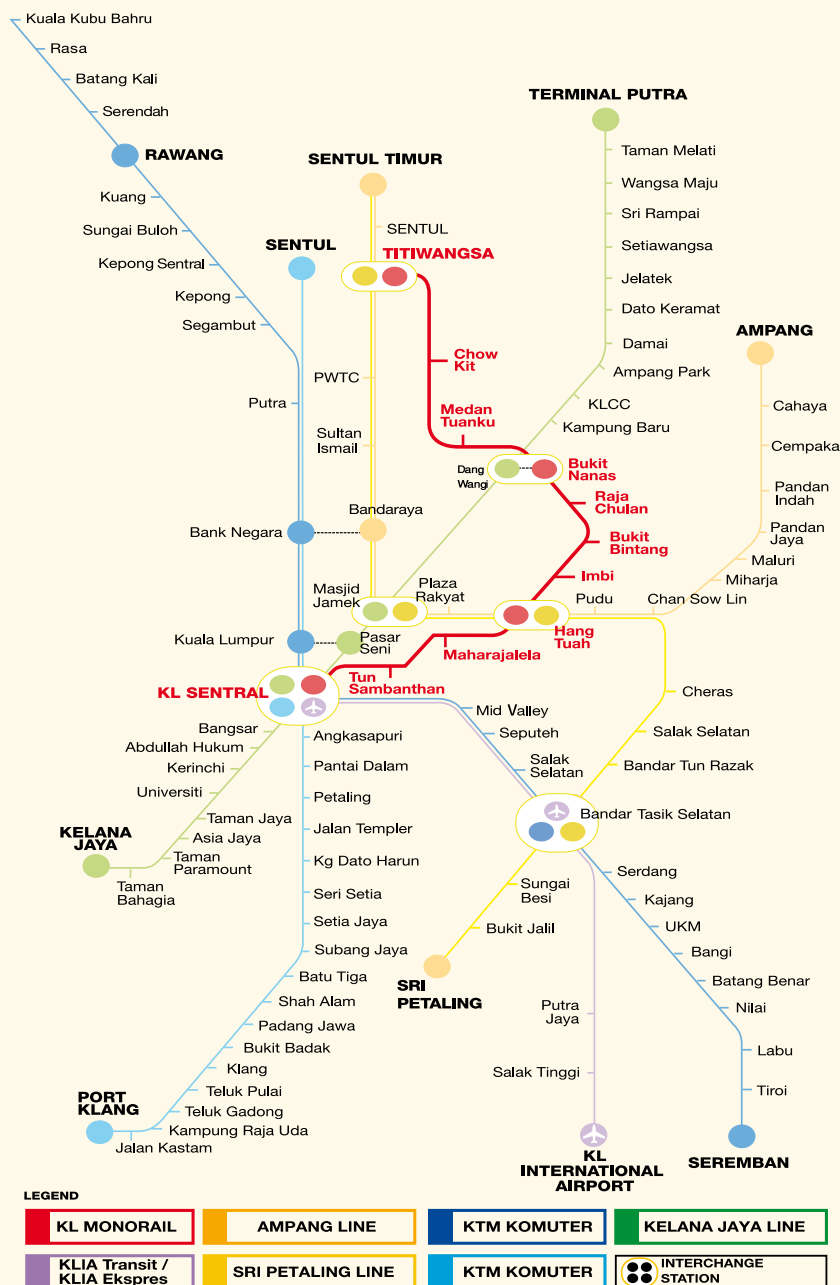 Kuala Kubu Bahru
Rasa
Batang Kali
Serendah
RAWANG
Kuang
Sungai Buloh
Kepong Sentral
Kepong
Segambut
Putra
Bank Negara
Kuala Lumpur
SENTUL
SENTUL TIMUR
SENTUL
TITIWANGSA
PWTC
Sultan
Ismail
Bandaraya
Masjid
Jamek
Plaza
Rakyat
Pasar
Seni
Chow
Kit
Medan
Tuanku
Dang
Wangi
Bukit
Nanas
Raja
Chulan
Bukit
Bintang
Imbi
Hang
Tuah
Maharajalela
Tun
Sambanthan
KL SENTRAL
TERMINAL PUTRA
Taman Melati
Wangsa Maju
Sri Rampai
Setiawangsa
Jelatek
Dato Keramat
Damai
Ampang Park
KLCC
Kampung Baru
AMPANG
Cahaya
Cempaka
Pandan
Indah
Pandan
Jaya
Maluri
Miharja
Chan Sow Lin
Pudu
Cheras
Salak Selatan
Bandar Tun Razak
Bandar Tasik Selatan
Mid Valley
Seputeh
Salak
Selatan
Bangsar
Abdullah Hukum
Kerinchi
Universiti
Taman Jaya
Asia Jaya
Taman
Paramount
Taman
Bahagia
KELANA
JAYA
Angkasapuri
Pantai Dalam
Petaling
Jalan Templer
Kg Dato Harun
Seri Setia
Setia Jaya
Subang Jaya
Batu Tiga
Shah Alam
Padang Jawa
Bukit Badak
Klang
Teluk Pulai
Teluk Gadong
Kampung Raja Uda
Jalan Kastam
PORT
KLANG
Sungai
Besi
Bukit Jalil
SRI
PETALING
Putra
Jaya
Salak Tinggi
KL
INTERNATIONAL
AIRPORT
Serdang
Kajang
UKM
Bangi
Batang Benar
Nilai
Labu
Tiroi
SEREMBAN
LEGEND
KL MONORAIL
AMPANG LINE
KTM KOMUTER
KELANA JAYA LINE
KLIA Transit /
KLIA Ekspres
SRI PETALING LINE
KTM KOMUTER
INTERCHANGE
STATION